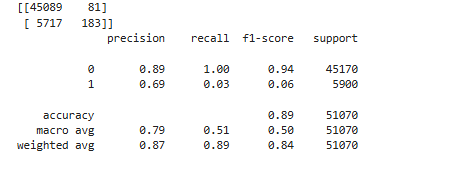 [[45089 81]
[ 5717 183]]
precision recall f1-score support
0 0.89 1.00 0.94 45170
1 0.69 0.03 0.06 5900
accuracy 0.89 51070
macro avg 0.79 0.51 0.50 51070
weighted avg 0.87 0.89 0.84 51070